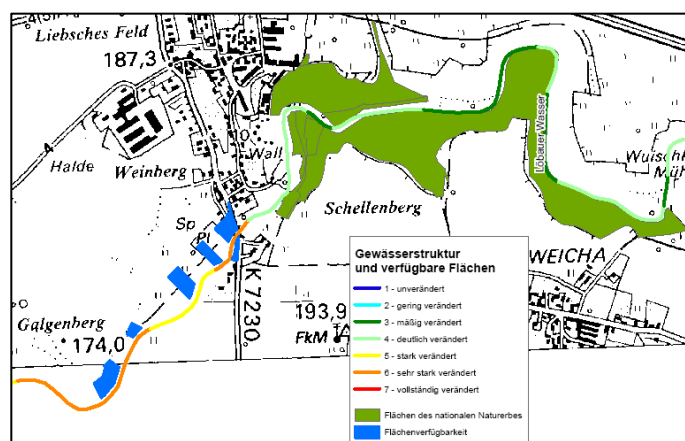 Liebsches Feld
187,3
4
Halde
Weinberg
Wall
Löbauer Wasser
Sp
Pl
Schellenberg
WEICHA
K 7230
193,9
FkM
Galgenberg
174,0
Gewässerstruktur
und verfügbare Flächen
1 - unverändert
2 - gering verändert
3 - mäßig verändert
4 - deutlich verändert
5 - stark verändert
6 - sehr stark verändert
7 - vollständig verändert
Flächen des nationalen Naturerbes
Flächenverfügbarkeit